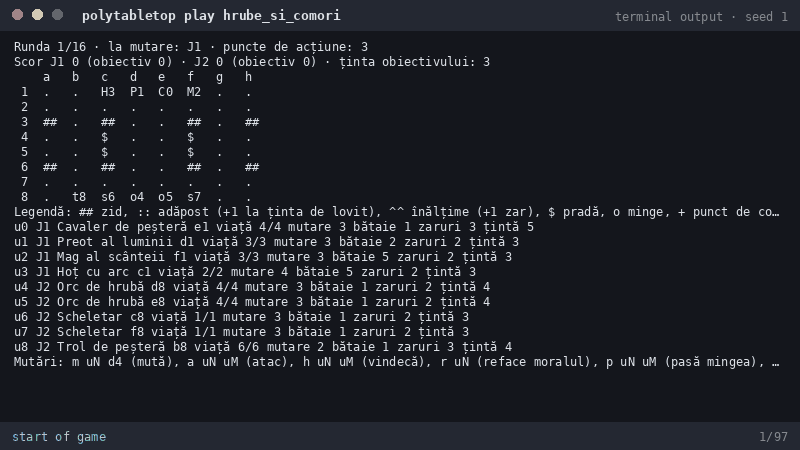 polytabletop play hrube_si_comori
terminal output · seed 1
Runda 1/16 · la mutare: J1 · puncte de acțiune: 3
Scor J1 0 (obiectiv 0) · J2 0 (obiectiv 0) · ținta obiectivului: 3
a b c d e f g h
1 . . H3 P1 C0 M2 . .
2 . . . . . . . .
3 ## . ## . . ## . ##
4 . . $ . . $ . .
5 . . $ . . $ . .
6 ## . ## . . ## . ##
7 . . . . . . . .
8 . t8 s6 o4 o5 s7 . .
Legendă: ## zid, :: adăpost (+1 la ținta de lovit), ^^ înălțime (+1 zar), $ pradă, o minge, + punct de co…
u0 J1 Cavaler de peșteră e1 viață 4/4 mutare 3 bătaie 1 zaruri 3 țintă 5
u1 J1 Preot al luminii d1 viață 3/3 mutare 3 bătaie 2 zaruri 2 țintă 3
u2 J1 Mag al scânteii f1 viață 3/3 mutare 3 bătaie 5 zaruri 2 țintă 3
u3 J1 Hoț cu arc c1 viață 2/2 mutare 4 bătaie 5 zaruri 2 țintă 3
u4 J2 Orc de hrubă d8 viață 4/4 mutare 3 bătaie 1 zaruri 2 țintă 4
u5 J2 Orc de hrubă e8 viață 4/4 mutare 3 bătaie 1 zaruri 2 țintă 4
u6 J2 Scheletar c8 viață 1/1 mutare 3 bătaie 1 zaruri 2 țintă 3
u7 J2 Scheletar f8 viață 1/1 mutare 3 bătaie 1 zaruri 2 țintă 3
u8 J2 Trol de peșteră b8 viață 6/6 mutare 2 bătaie 1 zaruri 3 țintă 4
Mutări: m uN d4 (mută), a uN uM (atac), h uN uM (vindecă), r uN (reface moralul), p uN uM (pasă mingea), …
start of game
1/97